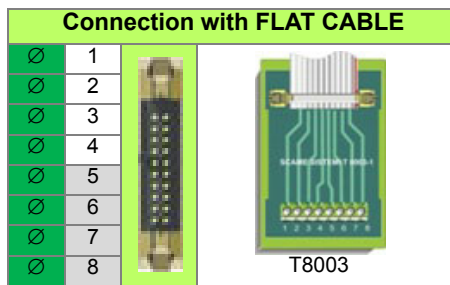 Connection with FLAT CABLE
Ø 1
Ø 2
Ø 3
Ø 4
Ø 5
Ø 6
Ø 7
Ø 8
1 2 3 4 5 6 7 8
T8003